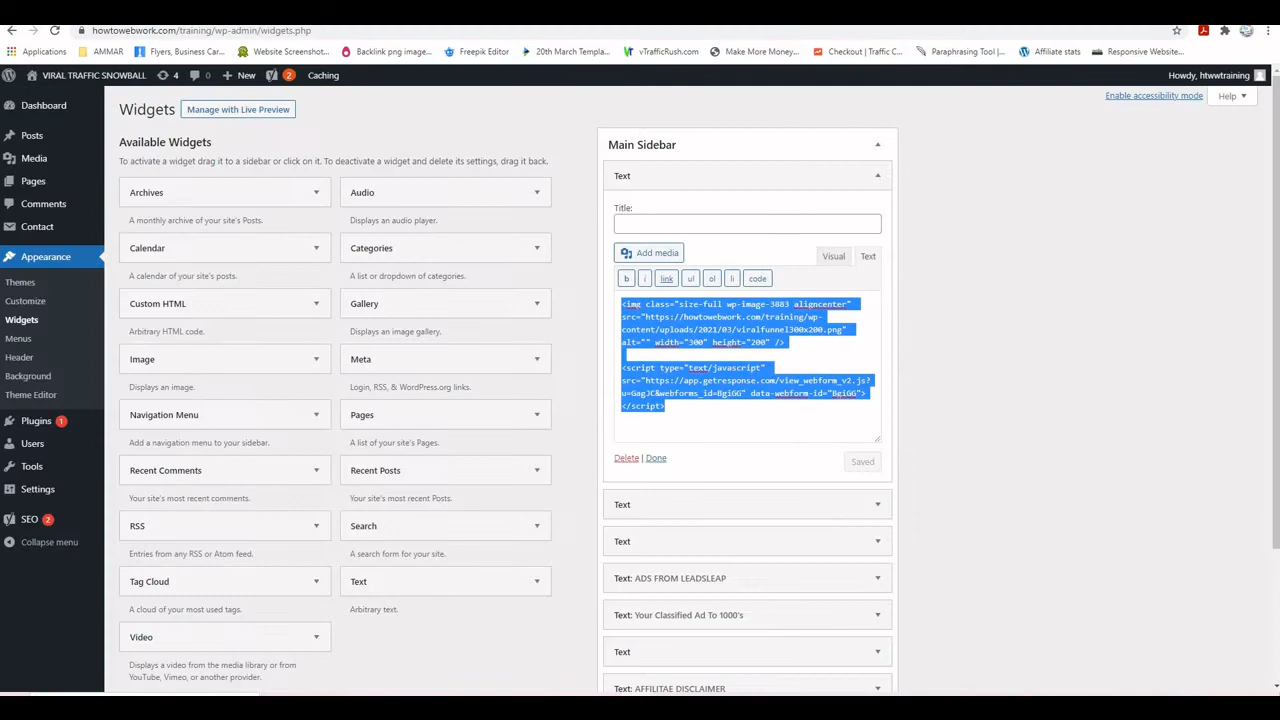 howtowebwork.com/training/wp-admin/widgets.php
Applications
AMMAR
Flyers, Business Car...
Website Screenshot...
Backlink png image...
Freepik Editor
20th March Templa...
vTrafficRush.com
Make More Money...
Checkout | Traffic C...
Paraphrasing Tool |...
Affiliate stats
Responsive Website...
VIRAL TRAFFIC SNOWBALL
4
0
New
2
Caching
Howdy, htwwtraining
Dashboard
Posts
Media
Pages
Comments
Contact
Appearance
Themes
Customize
Widgets
Menus
Header
Background
Theme Editor
Plugins 1
Users
Tools
Settings
SEO 2
Collapse menu
Enable accessibility mode
Help
Widgets
Manage with Live Preview
Available Widgets
To activate a widget drag it to a sidebar or click on it. To deactivate a widget and delete its settings, drag it back.
Archives
A monthly archive of your site's Posts.
Audio
Displays an audio player.
Calendar
A calendar of your site's posts.
Categories
A list or dropdown of categories.
Custom HTML
Arbitrary HTML code.
Gallery
Displays an image gallery.
Image
Displays an image.
Meta
Login, RSS, & WordPress.org links.
Navigation Menu
Add a navigation menu to your sidebar.
Pages
A list of your site's Pages.
Recent Comments
Your site's most recent comments.
Recent Posts
Your site's most recent Posts.
RSS
Entries from any RSS or Atom feed.
Search
A search form for your site.
Tag Cloud
A cloud of your most used tags.
Text
Arbitrary text.
Video
Displays a video from the media library or from
YouTube, Vimeo, or another provider.
Main Sidebar
Text
Title:
Add media
Visual
Text
b
i
link
ul
ol
li
code
<img class="size-full wp-image-3883 aligncenter"
src="https://howtowebwork.com/training/wp-
content/uploads/2021/03/viralfunnel300x200.png"
alt="" width="300" height="200" />
<script type="text/javascript"
src="https://app.getresponse.com/view_webform_v2.js?
u=GagJC&webforms_id=BgiGG" data-webform-id="BgiGG">
</script>
Delete | Done
Saved
Text
Text
Text: ADS FROM LEADSLEAP
Text: Your Classified Ad To 1000's
Text
Text: AFFILITAE DISCLAIMER